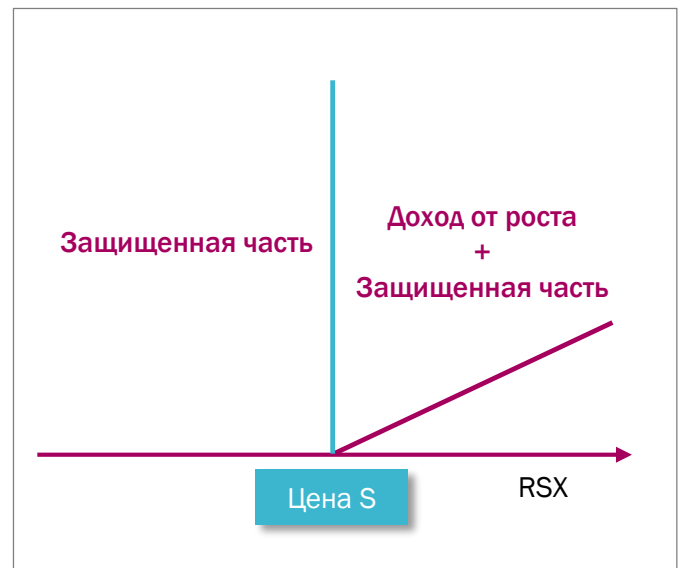 Защищенная часть
Доход от роста
+
Защищенная часть
Цена S
RSX